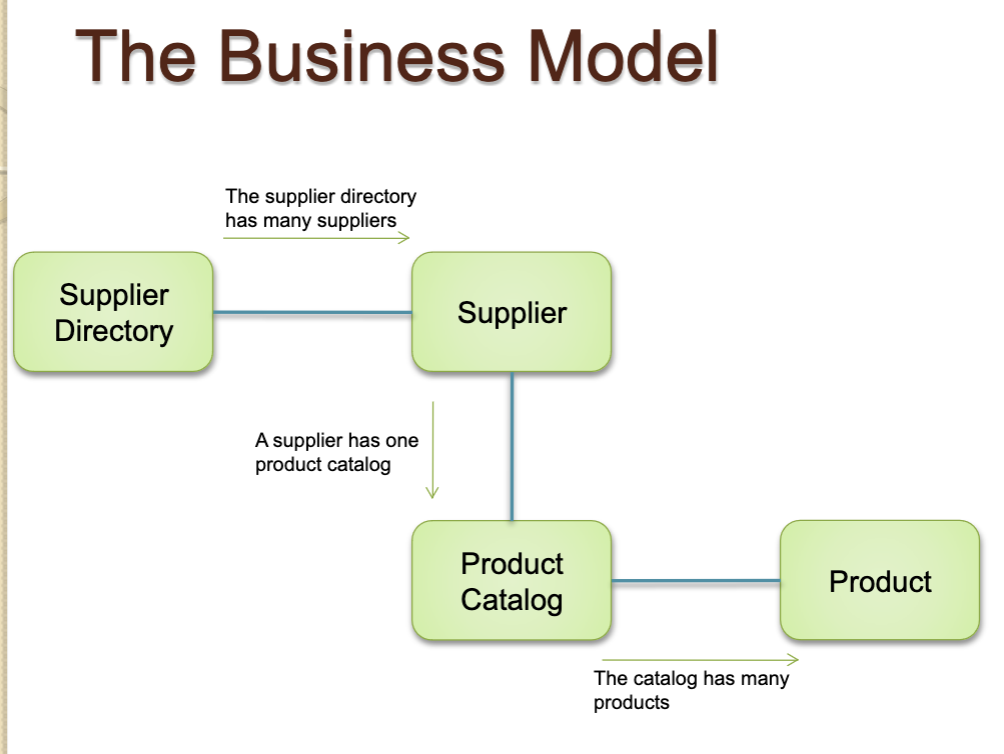 The Business Model
The supplier directory
has many suppliers
Supplier
Directory
Supplier
A supplier has one
product catalog
Product
Catalog
Product
The catalog has many
products